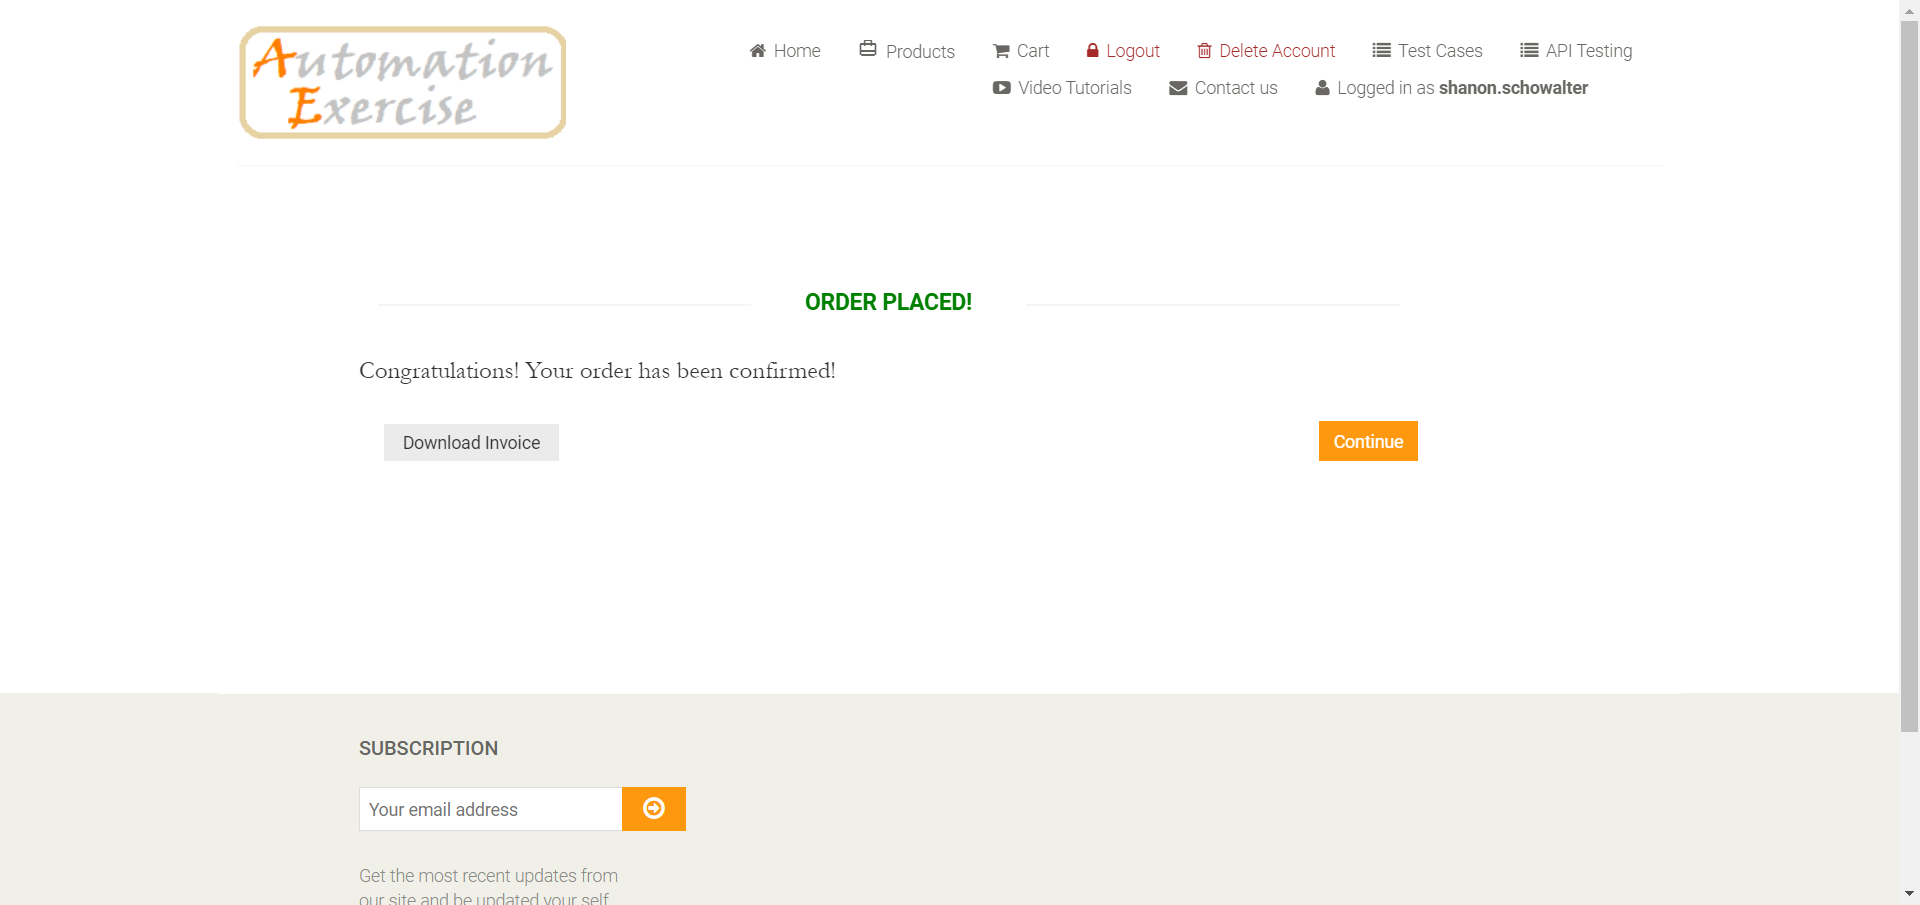 Automation
Exercise
Home Products Cart Logout Delete Account Test Cases API Testing
Video Tutorials Contact us Logged in as shanon.schowalter
ORDER PLACED!
Congratulations! Your order has been confirmed!
Download Invoice Continue
SUBSCRIPTION
Your email address
Get the most recent updates from
our site and be updated your self